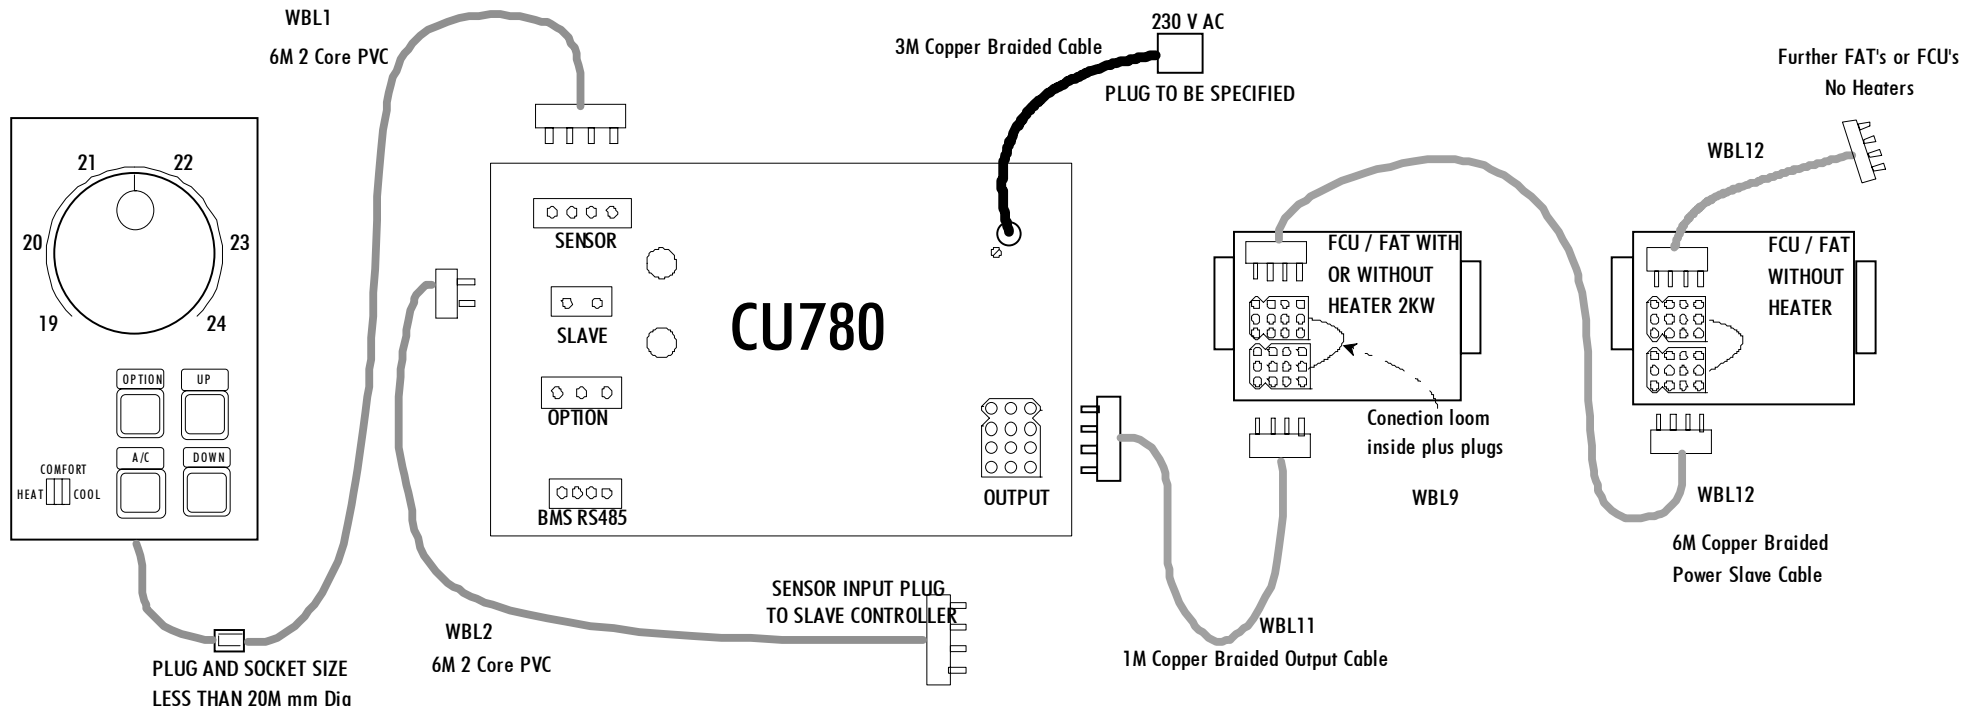 WBL1
6M 2 Core PVC
21
22
20
23
19
24
OPTION
UP
A/C
DOWN
COMFORT
HEAT
COOL
PLUG AND SOCKET SIZE
LESS THAN 20M mm Dia
3M Copper Braided Cable
230 V AC
PLUG TO BE SPECIFIED
SENSOR
SLAVE
OPTION
BMS RS485
CU780
OUTPUT
SENSOR INPUT PLUG
TO SLAVE CONTROLLER
WBL2
6M 2 Core PVC
WBL11
1M Copper Braided Output Cable
FCU / FAT WITH
OR WITHOUT
HEATER 2KW
Conection loom
inside plus plugs
WBL9
Further FAT's or FCU's
No Heaters
WBL12
FCU / FAT
WITHOUT
HEATER
WBL12
6M Copper Braided
Power Slave Cable